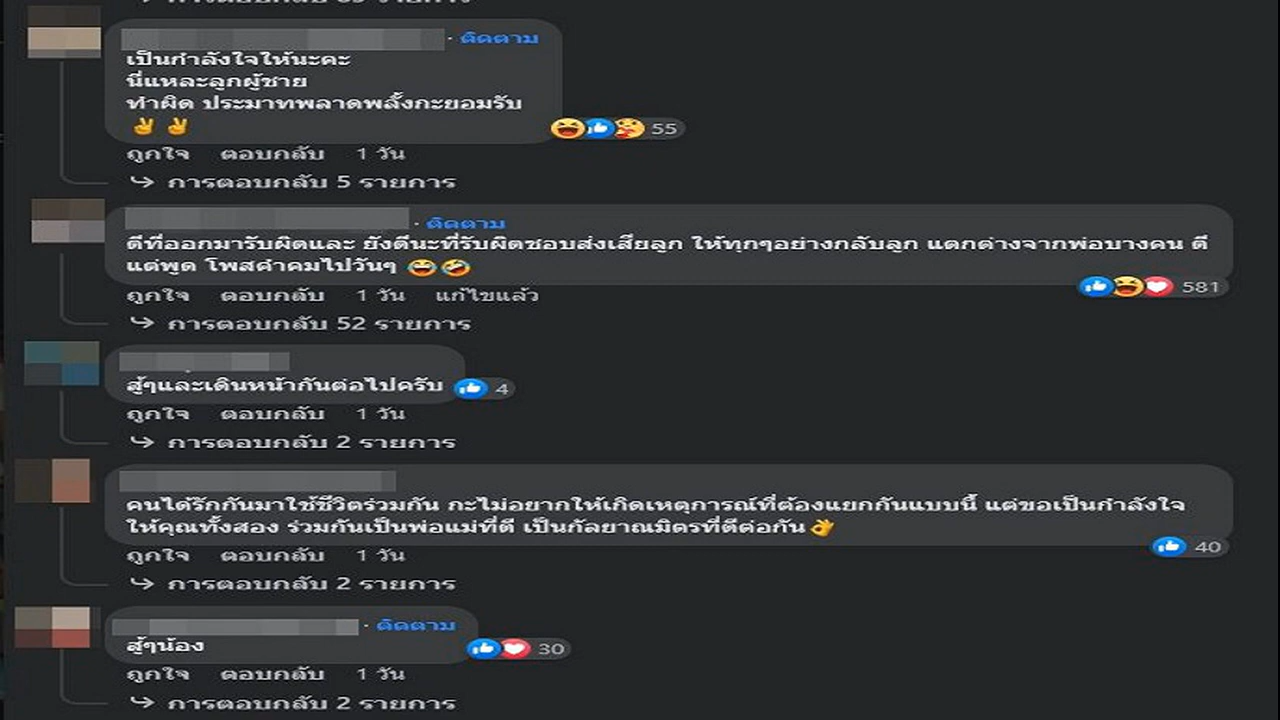 ติดตาม
เป็นกำลังใจให้นะคะ
นี่แหละลูกผู้ชาย
ทำผิด ประมาทพลาดพลั้งกะยอมรับ
55
ถูกใจ ตอบกลับ 1 วัน
การตอบกลับ 5 รายการ
ติดตาม
ดีที่ออกมารับผิดและ ยังดีนะที่รับผิดชอบส่งเสียลูก ให้ทุกๆอย่างกลับลูก แตกต่างจากพ่อบางคน ดี
แต่พูด โพสคำคมไปวันๆ
581
ถูกใจ ตอบกลับ 1 วัน แก้ไขแล้ว
การตอบกลับ 52 รายการ
สู้ๆและเดินหน้ากันต่อไปครับ 4
ถูกใจ ตอบกลับ 1 วัน
การตอบกลับ 2 รายการ
คนได้รักกันมาใช้ชีวิตร่วมกัน กะไม่อยากให้เกิดเหตุการณ์ที่ต้องแยกกันแบบนี้ แต่ขอเป็นกำลังใจ
ให้คุณทั้งสอง ร่วมกันเป็นพ่อแม่ที่ดี เป็นกัลยาณมิตรที่ดีต่อกัน
40
ถูกใจ ตอบกลับ 1 วัน
การตอบกลับ 2 รายการ
ติดตาม
สู้ๆน้อง 30
ถูกใจ ตอบกลับ 1 วัน
การตอบกลับ 2 รายการ